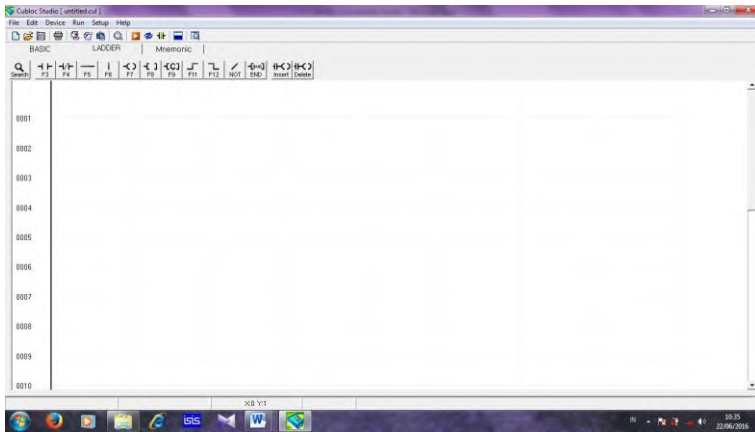 Cubloc Studio [ untitled.cul ]
File Edit Device Run Setup Help
BASIC LADDER Mnemonic
Search F3 F4 F5 F6 F7 F8 F9 F11 F12 NOT END Insert Delete
0001
0002
0003
0004
0005
0006
0007
0008
0009
0010
X:0 Y:1
ISIS W IN 10:35
22/06/2016